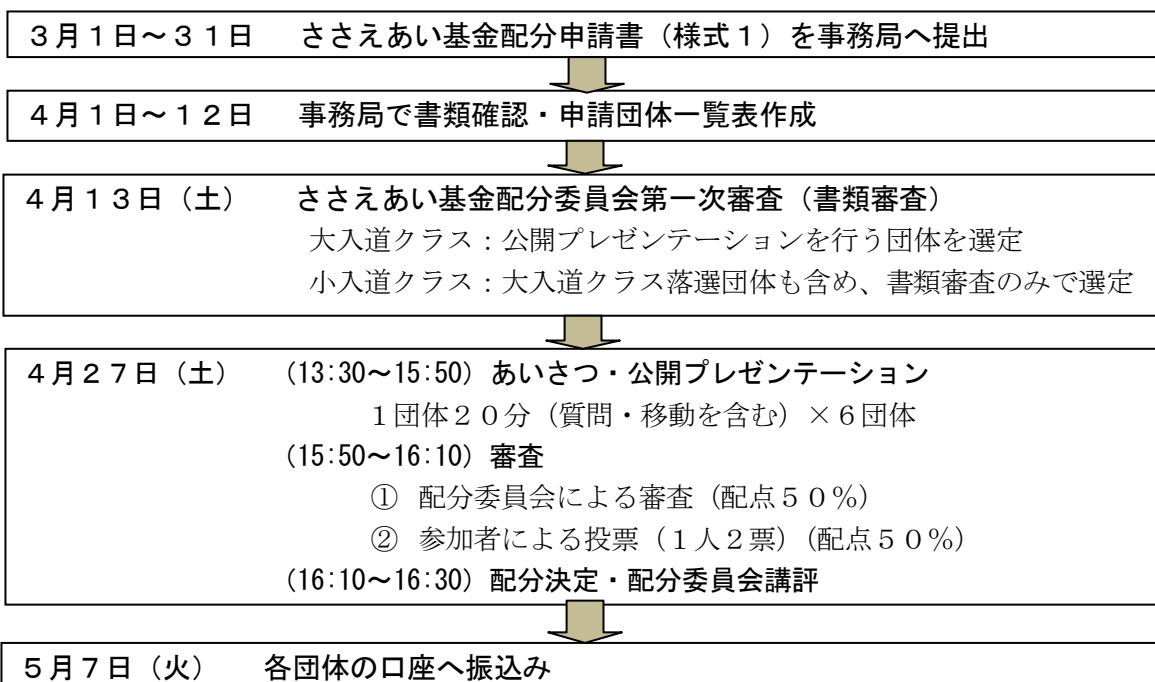 ３月１日～３１日　ささえあい基金配分申請書（様式１）を事務局へ提出
４月１日～１２日　事務局で書類確認・申請団体一覧表作成
４月１３日（土）　ささえあい基金配分委員会第一次審査（書類審査）
大入道クラス：公開プレゼンテーションを行う団体を選定
小入道クラス：大入道クラス落選団体も含め、書類審査のみで選定
４月２７日（土）　(13:30～15:50) あいさつ・公開プレゼンテーション
１団体２０分（質問・移動を含む）×６団体
(15:50～16:10) 審査
① 配分委員会による審査（配点５０％）
② 参加者による投票（１人２票）（配点５０％）
(16:10～16:30) 配分決定・配分委員会講評
５月７日（火）　各団体の口座へ振込み